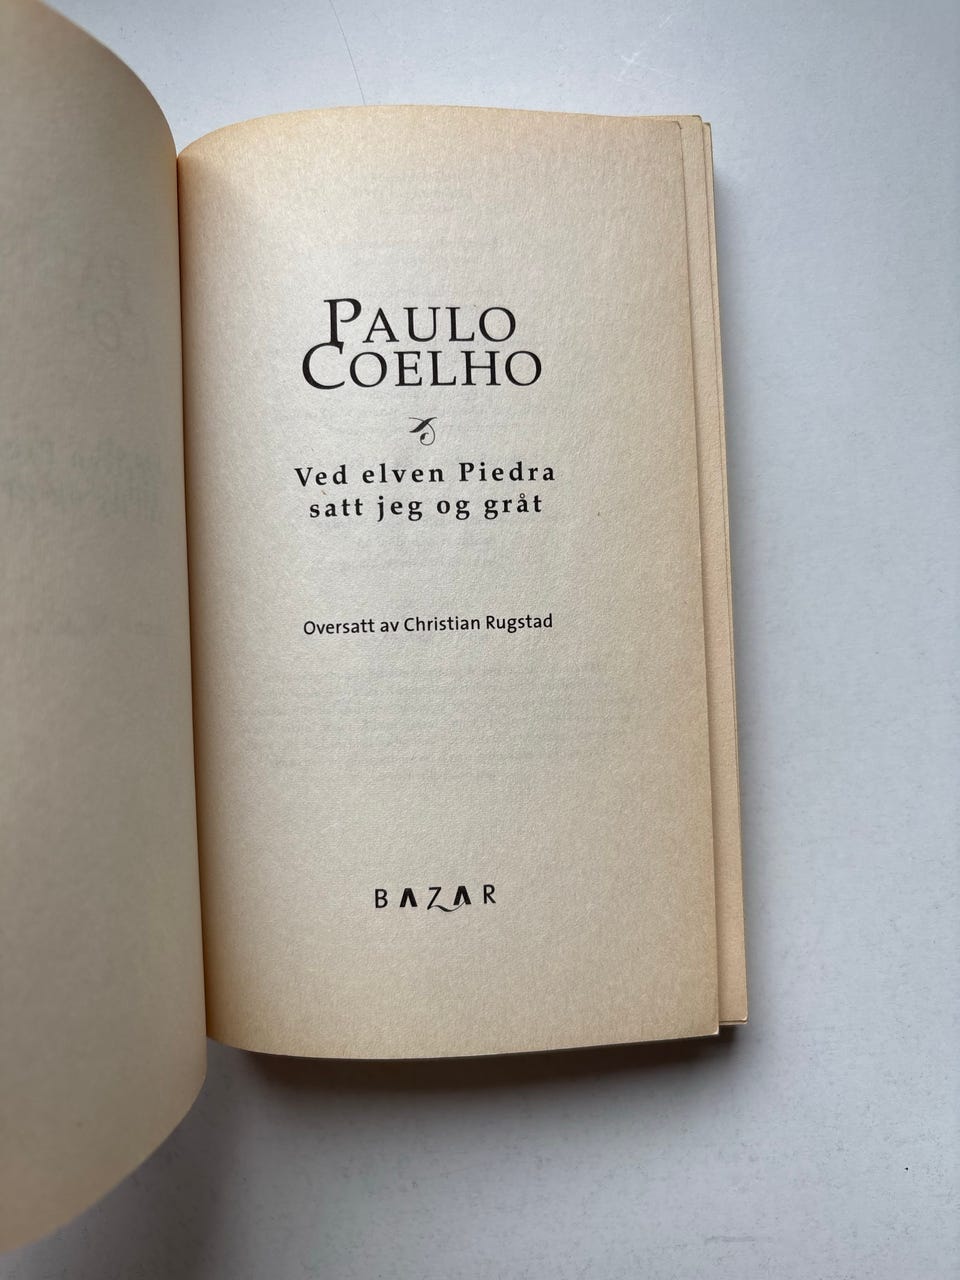 PAULO
COELHO
Ved elven Piedra
satt jeg og gråt
Oversatt av Christian Rugstad
BAZAR